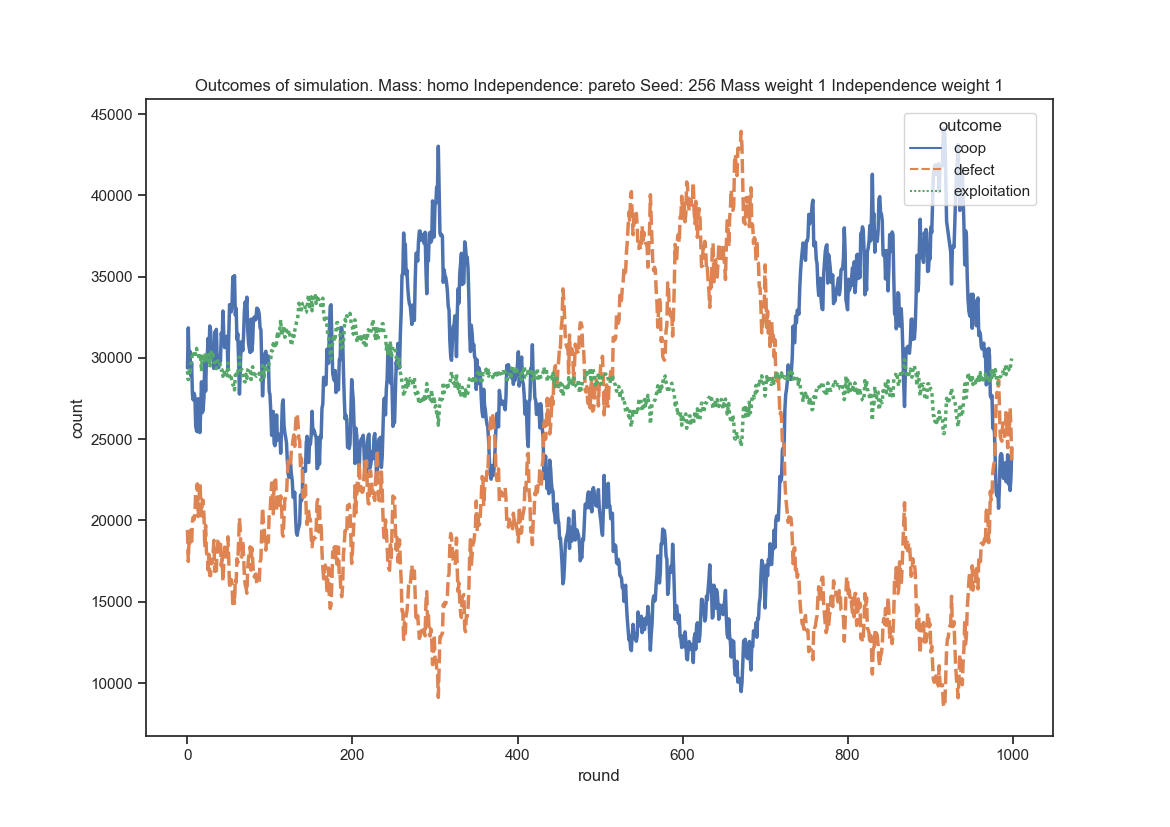 Outcomes of simulation. Mass: homo Independence: pareto Seed: 256 Mass weight 1 Independence weight 1
45000
40000
35000
30000
25000
20000
15000
10000
count
outcome
coop
defect
exploitation
0
200
400
600
800
1000
round